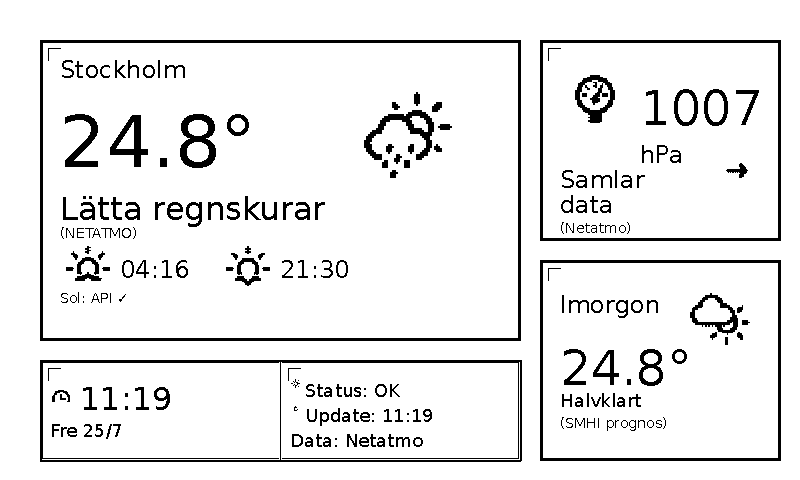 Stockholm
24.8°
Lätta regnskurar
(NETATMO)
04:16 21:30
Sol: API ✓
1007
hPa
Samlar
data
(Netatmo)
Imorgon
24.8°
Halvklart
(SMHI prognos)
11:19
Fre 25/7
Status: OK
Update: 11:19
Data: Netatmo